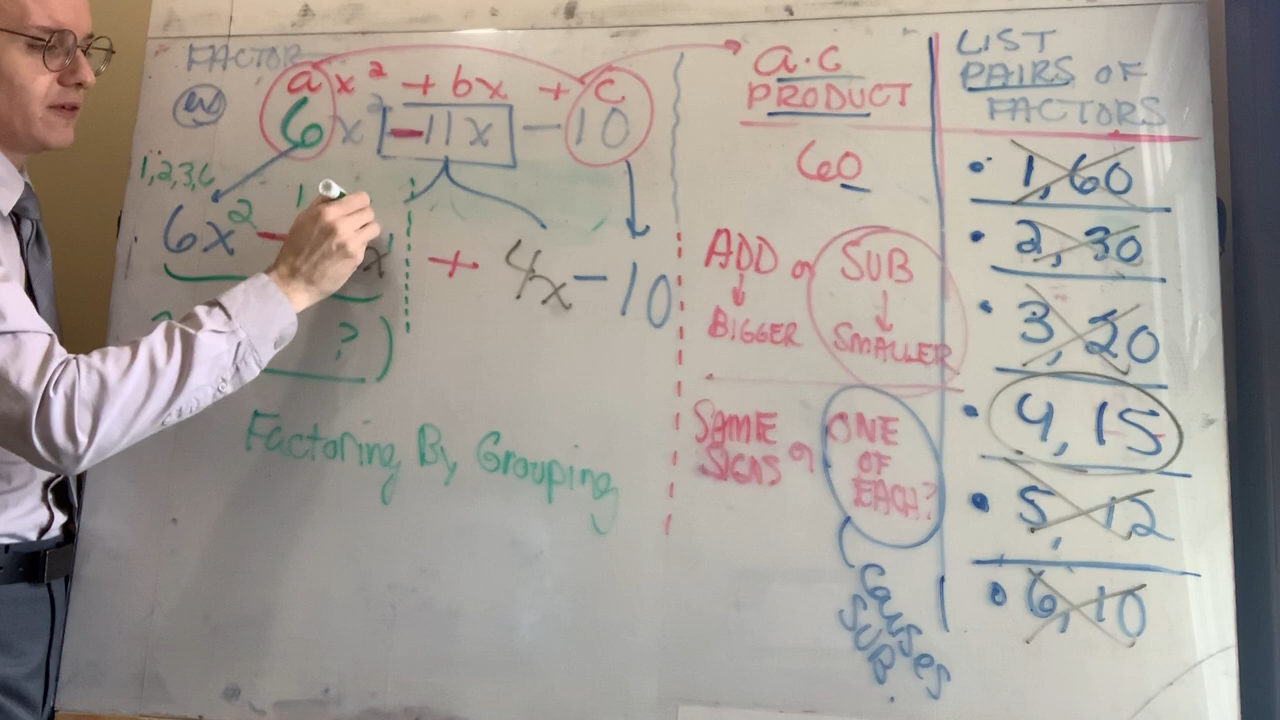 FACTOR
ax² + bx + c
ex
6x² -11x -10
1,2,3,6
1
6x² - x + 4x -10
? )
Factoring By Grouping
a.c
PRODUCT
60
ADD or SUB
BIGGER SMALLER
SAME SIGNS or ONE OF EACH?
CAUSES
SUB.
LIST
PAIRS OF
FACTORS
• 1, 60
• 2, 30
• 3, 20
• 4, 15
• 5, 12
• 6, 10